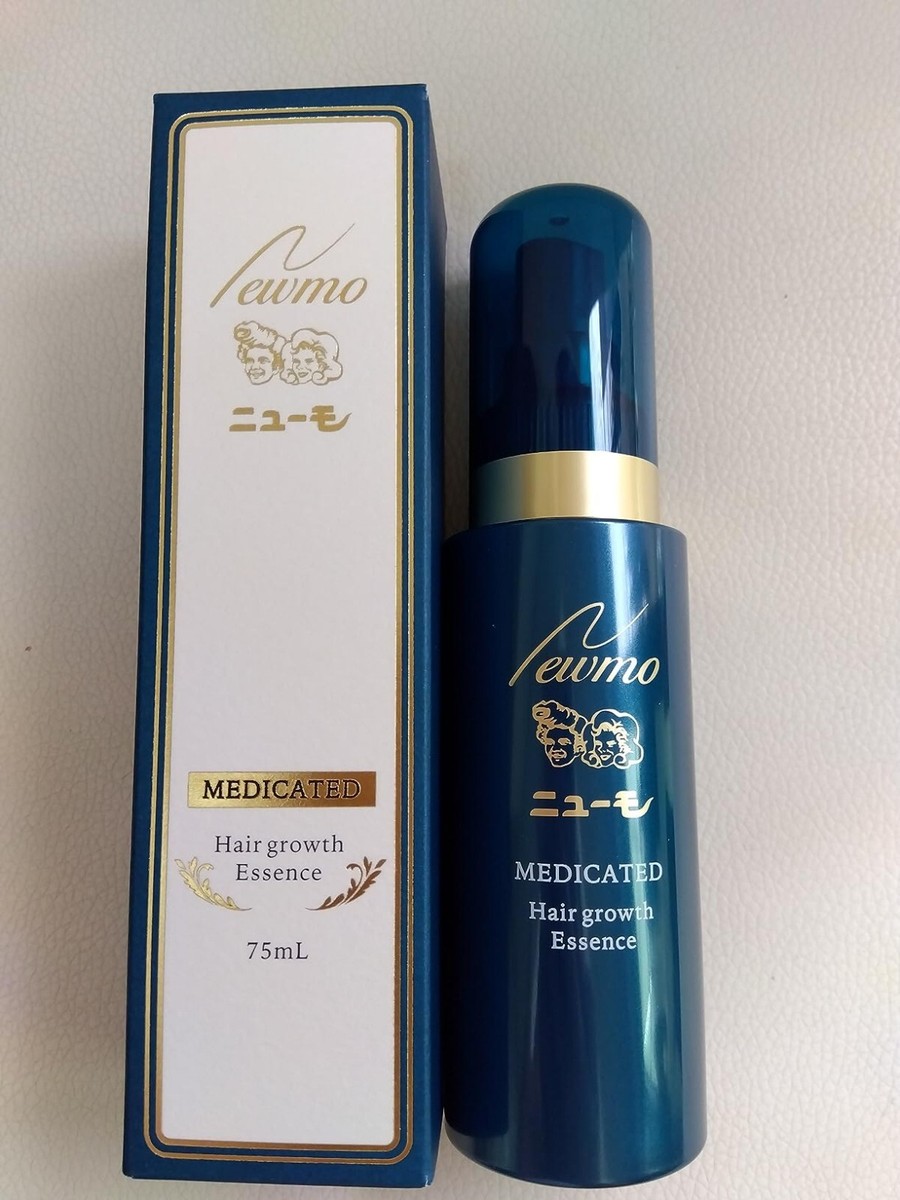 Newmo
ニューモ
MEDICATED
Hair growth
Essence
75mL
Newmo
ニューモ
MEDICATED
Hair growth
Essence